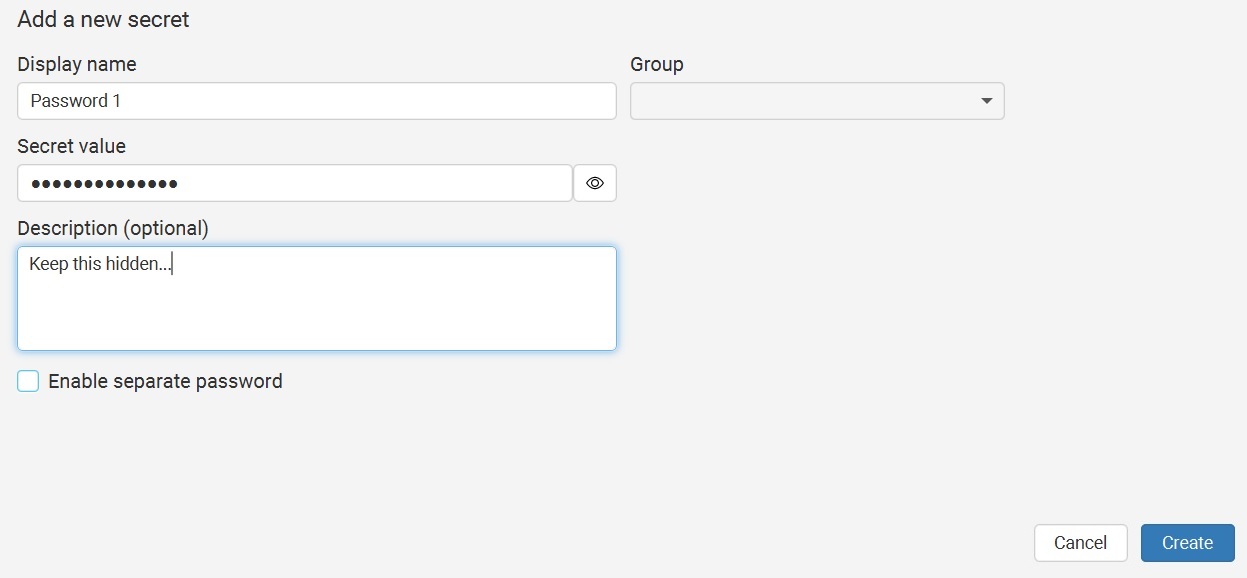 Add a new secret
Display name
Group
Password 1
Secret value
••••••••••••••
Description (optional)
Keep this hidden...
Enable separate password
Cancel
Create